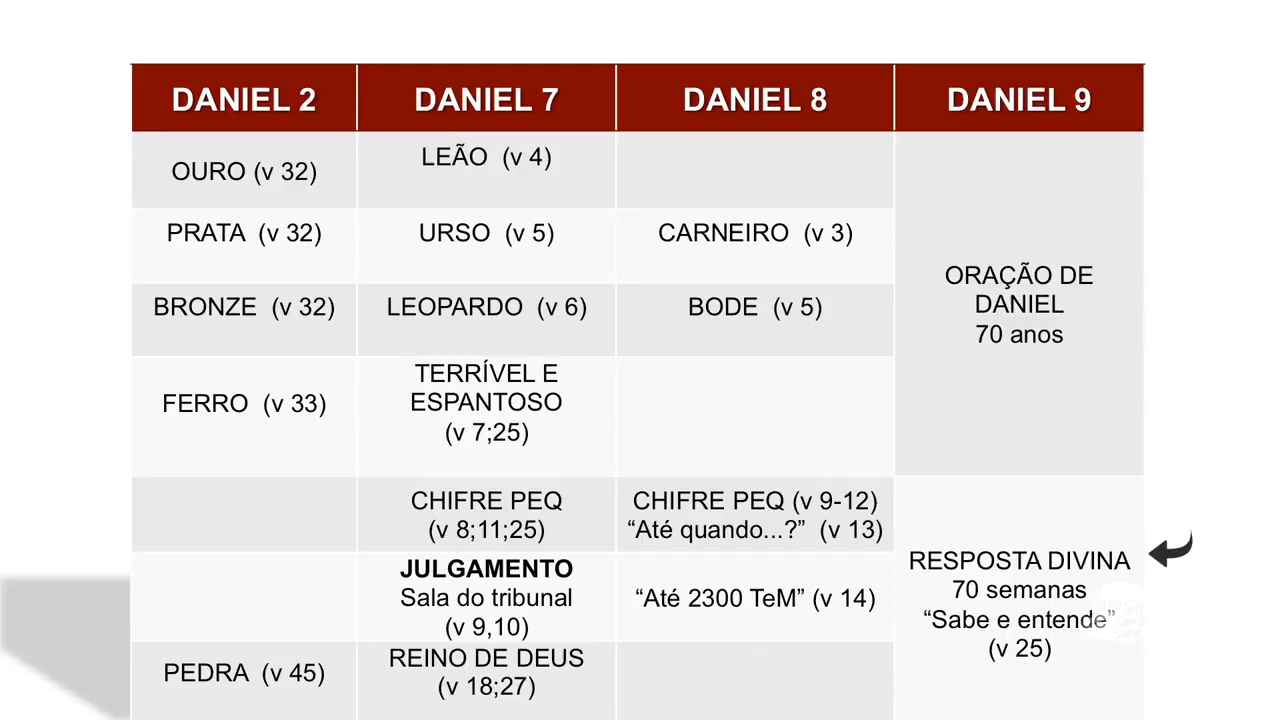 DANIEL 2
DANIEL 7
DANIEL 8
DANIEL 9
OURO (v 32)
LEÃO (v 4)
PRATA (v 32)
URSO (v 5)
CARNEIRO (v 3)
BRONZE (v 32)
LEOPARDO (v 6)
BODE (v 5)
ORAÇÃO DE
DANIEL
70 anos
FERRO (v 33)
TERRÍVEL E
ESPANTOSO
(v 7;25)
CHIFRE PEQ
(v 8;11;25)
CHIFRE PEQ (v 9-12)
“Até quando...?” (v 13)
JULGAMENTO
Sala do tribunal
(v 9,10)
“Até 2300 TeM” (v 14)
RESPOSTA DIVINA
70 semanas
“Sabe e entende”
(v 25)
PEDRA (v 45)
REINO DE DEUS
(v 18;27)